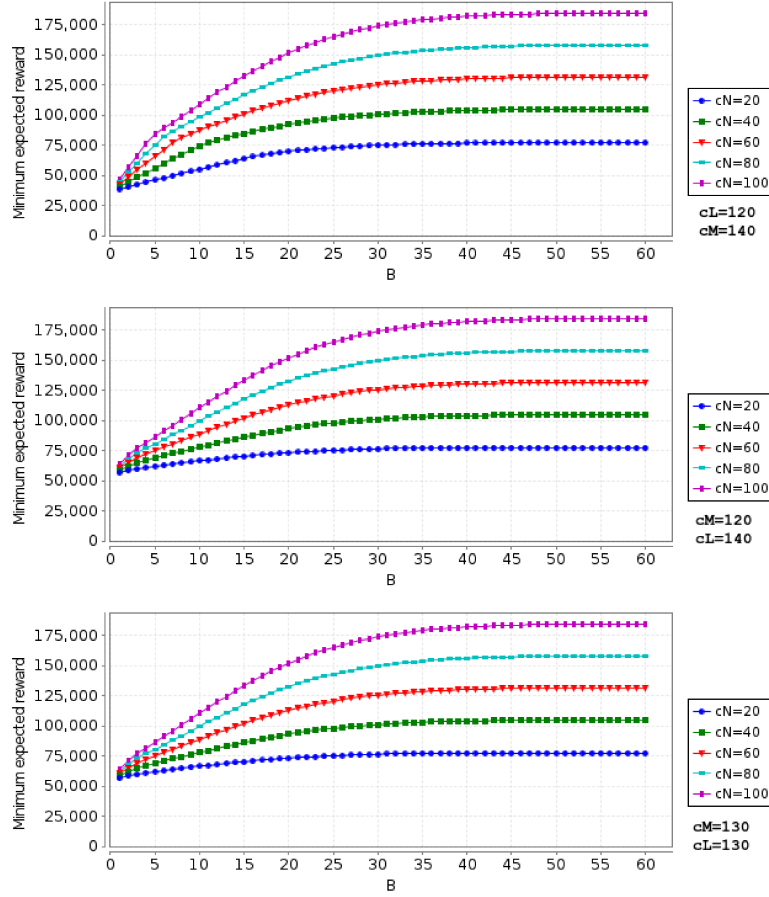 Minimum expected reward
175,000
150,000
125,000
100,000
75,000
50,000
25,000
0
0 5 10 15 20 25 30 35 40 45 50 55 60
B
cN=20
cN=40
cN=60
cN=80
cN=100
cL=120
cM=140
Minimum expected reward
175,000
150,000
125,000
100,000
75,000
50,000
25,000
0
0 5 10 15 20 25 30 35 40 45 50 55 60
B
cN=20
cN=40
cN=60
cN=80
cN=100
cM=120
cL=140
Minimum expected reward
175,000
150,000
125,000
100,000
75,000
50,000
25,000
0
0 5 10 15 20 25 30 35 40 45 50 55 60
B
cN=20
cN=40
cN=60
cN=80
cN=100
cM=130
cL=130